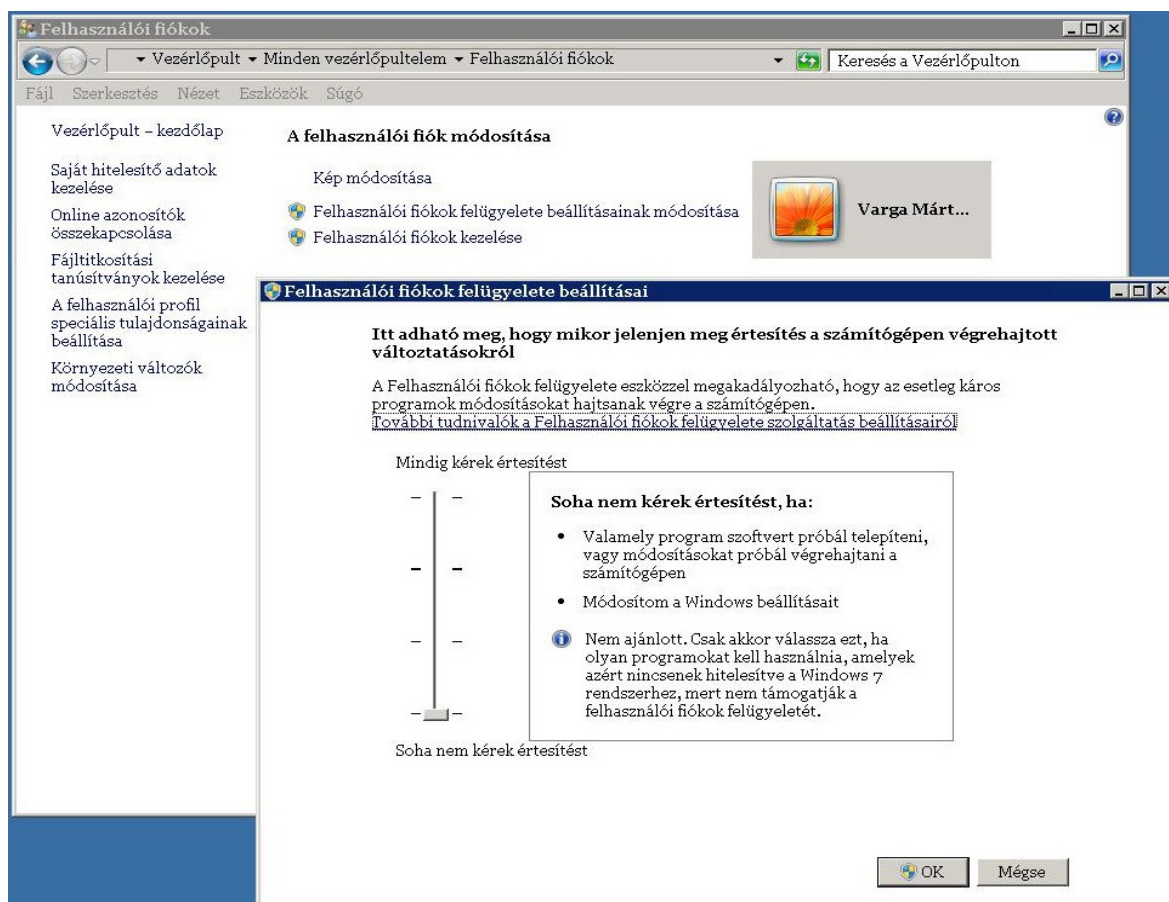 Felhasználói fiókok
Vezérlőpult Minden vezérlőpultelem Felhasználói fiókok
Keresés a Vezérlőpulton
Fájl Szerkesztés Nézet Eszközök Súgó
Vezérlőpult – kezdőlap
Saját hitelesítő adatok
kezelése
Online azonosítók
összekapcsolása
Fájltitkosítási
tanúsítványok kezelése
A felhasználói profil
speciális tulajdonságainak
beállítása
Környezeti változók
módosítása
A felhasználói fiók módosítása
Kép módosítása
Felhasználói fiókok felügyelete beállításainak módosítása
Felhasználói fiókok kezelése
Varga Márt...
Felhasználói fiókok felügyelete beállításai
Itt adható meg, hogy mikor jelenjen meg értesítés a számítógépen végrehajtott
változtatásokról
A Felhasználói fiókok felügyelete eszközzel megakadályozható, hogy az esetleg káros
programok módosításokat hajtsanak végre a számítógépen.
További tudnivalók a Felhasználói fiókok felügyelete szolgáltatás beállításairól
Mindig kérek értesítést
Soha nem kérek értesítést, ha:
• Valamely program szoftvert próbál telepíteni,
vagy módosításokat próbál végrehajtani a
számítógépen
• Módosítom a Windows beállításait
Nem ajánlott. Csak akkor válassza ezt, ha
olyan programokat kell használnia, amelyek
azért nincsenek hitelesítve a Windows 7
rendszerhez, mert nem támogatják a
felhasználói fiókok felügyeletét.
Soha nem kérek értesítést
OK
Mégse